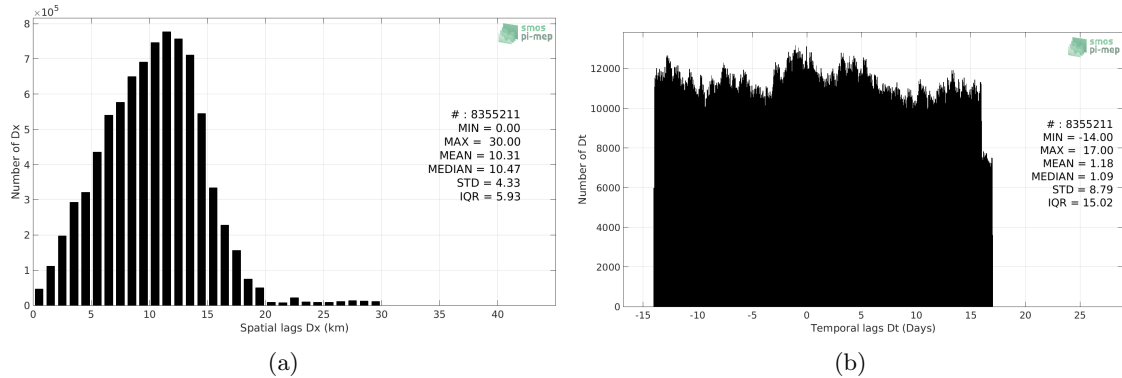 ×10⁵
8
7
6
5
4
3
2
1
0
Number of Dx
0 5 10 15 20 25 30 35 40
Spatial lags Dx (km)
smos
pi-mep
# : 8355211
MIN = 0.00
MAX = 30.00
MEAN = 10.31
MEDIAN = 10.47
STD = 4.33
IQR = 5.93
(a)
12000
10000
8000
6000
4000
2000
0
Number of Dt
-15 -10 -5 0 5 10 15 20 25
Temporal lags Dt (Days)
smos
pi-mep
# : 8355211
MIN = -14.00
MAX = 17.00
MEAN = 1.18
MEDIAN = 1.09
STD = 8.79
IQR = 15.02
(b)